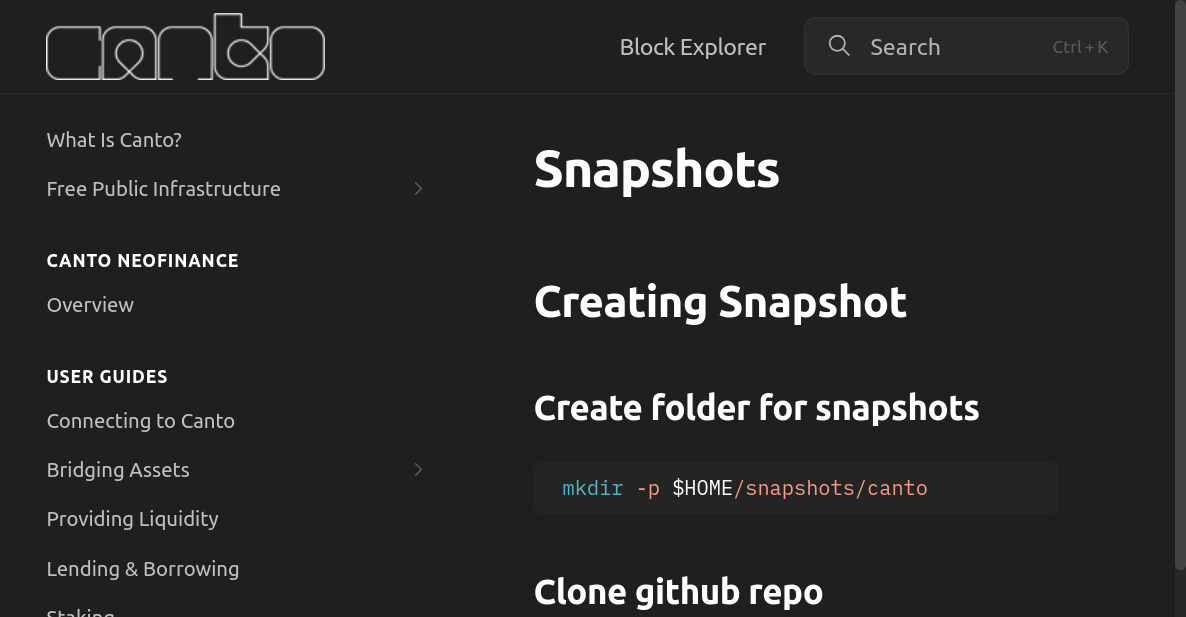 canto
Block Explorer
Search
Ctrl + K
What Is Canto?
Free Public Infrastructure
CANTO NEOFINANCE
Overview
USER GUIDES
Connecting to Canto
Bridging Assets
Providing Liquidity
Lending & Borrowing
Staking
Snapshots
Creating Snapshot
Create folder for snapshots
mkdir -p $HOME/snapshots/canto
Clone github repo